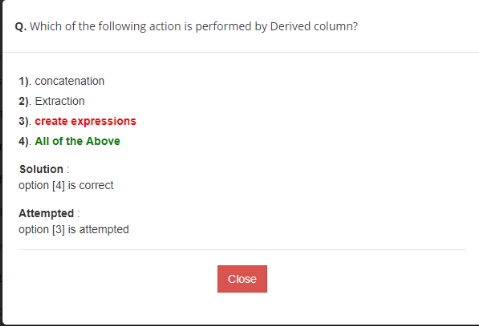 Q. Which of the following action is performed by Derived column?
1). concatenation
2). Extraction
3). create expressions
4). All of the Above
Solution :
option [4] is correct
Attempted :
option [3] is attempted
Close